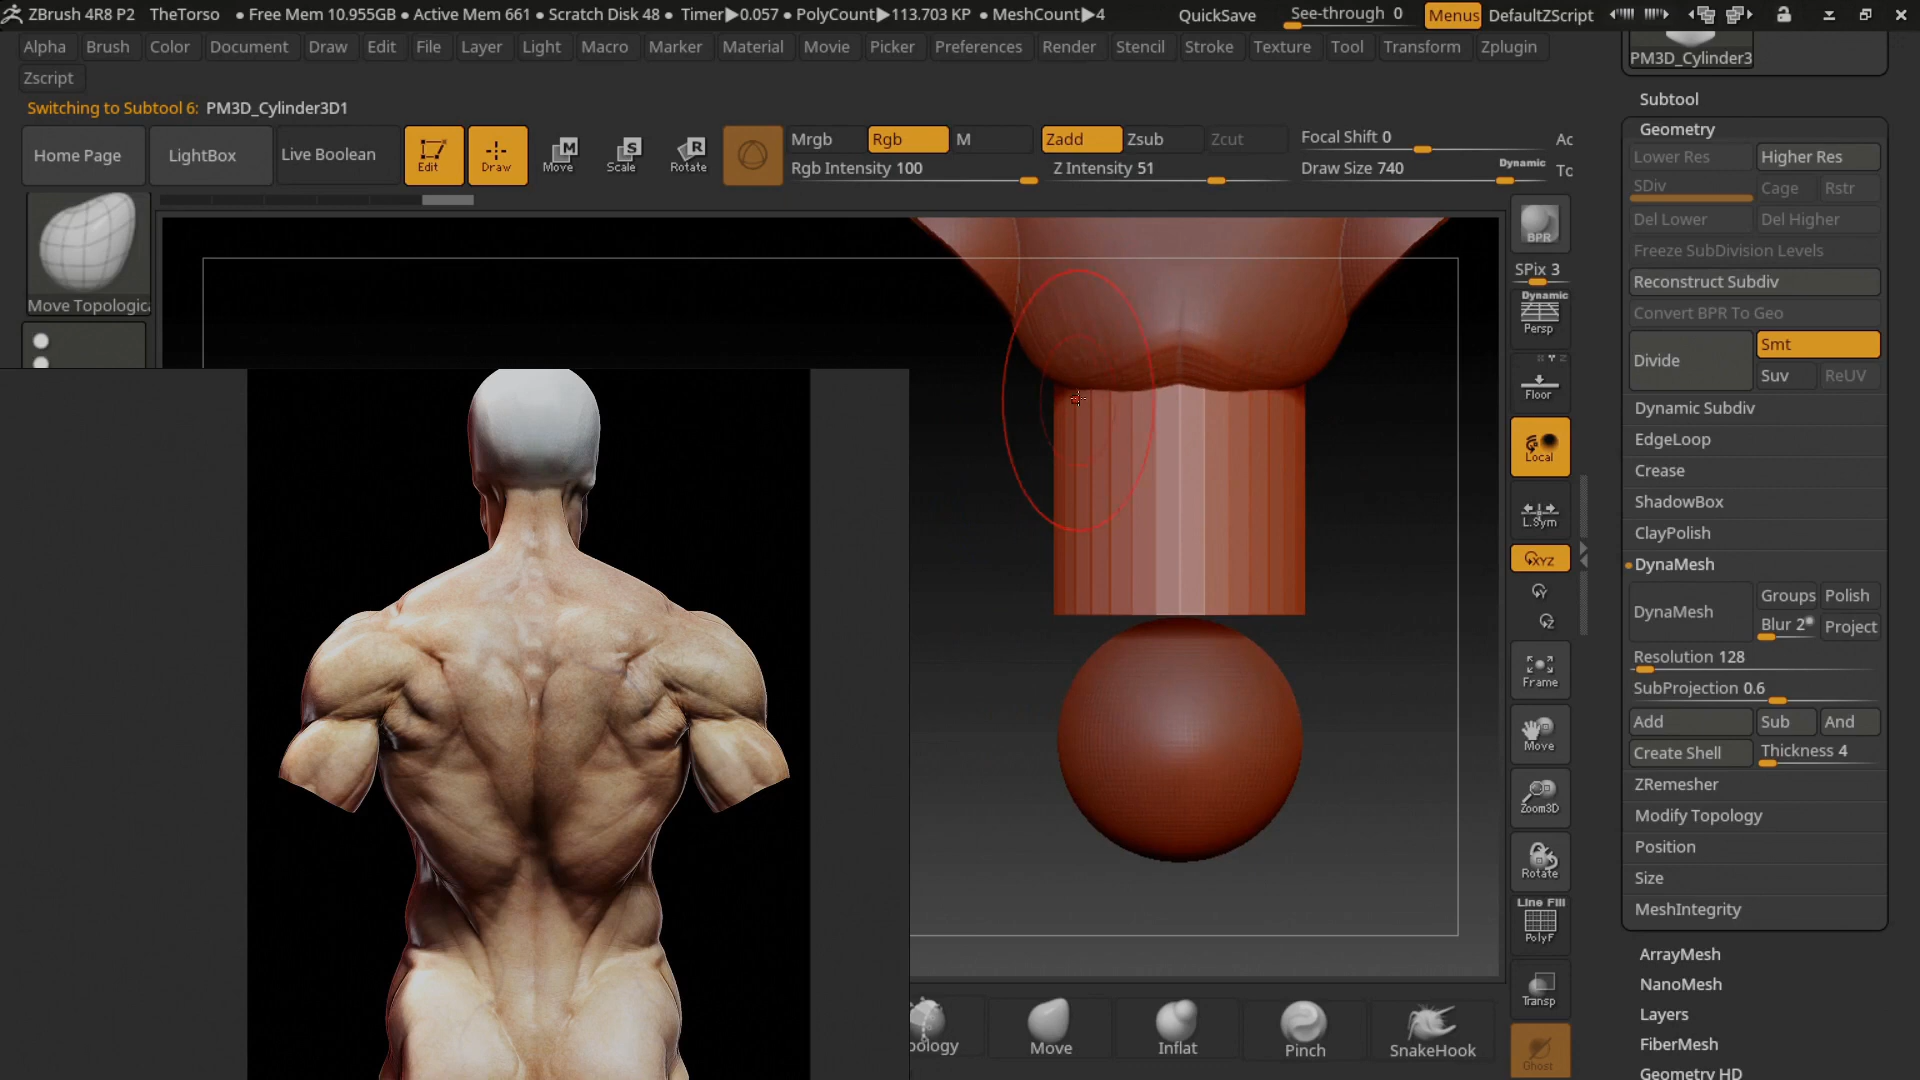 ZBrush 4R8 P2 TheTorso • Free Mem 10.955GB • Active Mem 661 • Scratch Disk 48 • Timer▶0.057 • PolyCount▶113.703 KP • MeshCount▶4 QuickSave See-through 0 Menus DefaultZScript
Alpha Brush Color Document Draw Edit File Layer Light Macro Marker Material Movie Picker Preferences Render Stencil Stroke Texture Tool Transform Zplugin
Zscript
Switching to Subtool 6: PM3D_Cylinder3D1
Home Page LightBox Live Boolean Edit Draw Move Scale Rotate
Mrgb Rgb M Zadd Zsub Zcut Focal Shift 0
Rgb Intensity 100 Z Intensity 51 Draw Size 740 Dynamic
Move Topologica
BPR
SPix 3
Dynamic
Persp
Floor
Local
L.Sym
XYZ
Y
Z
Frame
Move
Zoom3D
Rotate
Line Fill
PolyF
Transp
Ghost
pology Move Inflat Pinch SnakeHook
PM3D_Cylinder3
Subtool
Geometry
Lower Res Higher Res
SDiv Cage Rstr
Del Lower Del Higher
Freeze SubDivision Levels
Reconstruct Subdiv
Convert BPR To Geo
Divide Smt
Suv ReUV
Dynamic Subdiv
EdgeLoop
Crease
ShadowBox
ClayPolish
DynaMesh
DynaMesh Groups Polish
Blur 2 Project
Resolution 128
SubProjection 0.6
Add Sub And
Create Shell Thickness 4
ZRemesher
Modify Topology
Position
Size
MeshIntegrity
ArrayMesh
NanoMesh
Layers
FiberMesh
Geometry HD